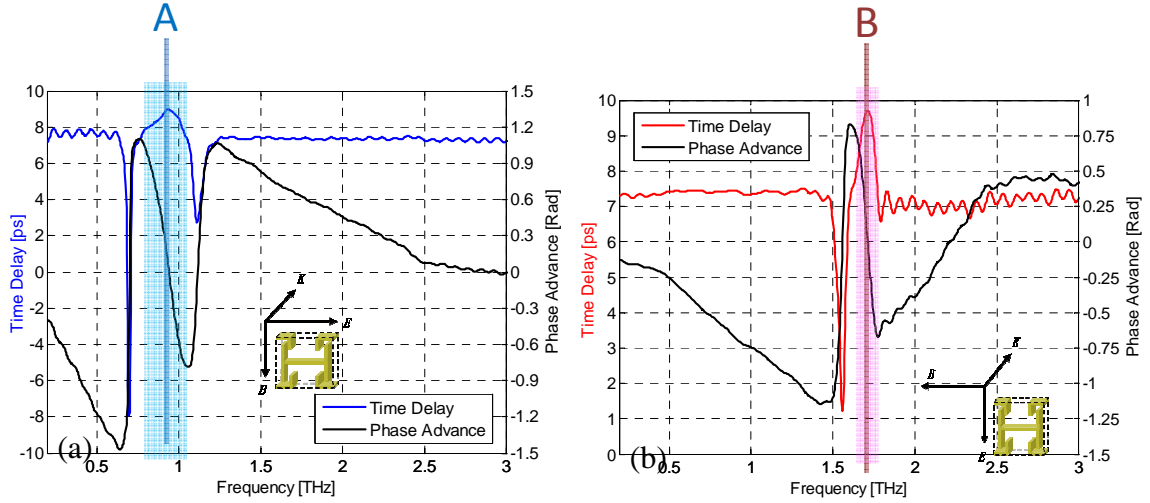 A
B
10
8
6
4
2
0
-2
-4
-6
-8
-10
Time Delay [ps]
1.5
1.2
0.9
0.6
0.3
0
-0.3
-0.6
-0.9
-1.2
-1.5
Phase Advance [Rad]
K
E
B
Time Delay
Phase Advance
(a)
0.5
1
1.5
2
2.5
3
Frequency [THz]
10
9
8
7
6
5
4
3
2
1
0
Time Delay [ps]
Time Delay
Phase Advance
1
0.75
0.5
0.25
0
-0.25
-0.5
-0.75
-1
-1.25
-1.5
Phase Advance [Rad]
K
B
E
(b)
0.5
1
1.5
2
2.5
3
Frequency [THz]